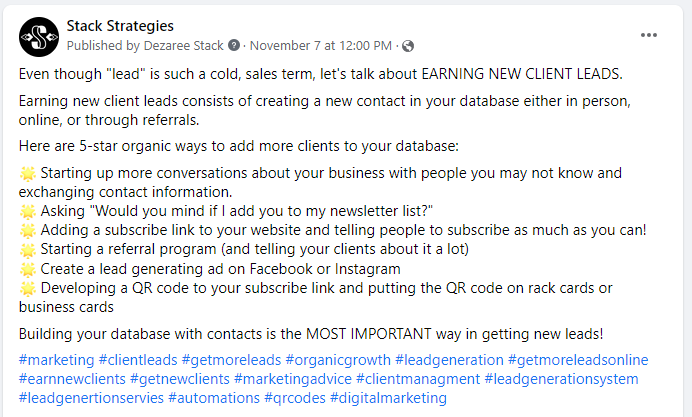 Stack Strategies
Published by Dezaree Stack · November 7 at 12:00 PM ·
Even though "lead" is such a cold, sales term, let's talk about EARNING NEW CLIENT LEADS.
Earning new client leads consists of creating a new contact in your database either in person,
online, or through referrals.
Here are 5-star organic ways to add more clients to your database:
🌟 Starting up more conversations about your business with people you may not know and
exchanging contact information.
🌟 Asking "Would you mind if I add you to my newsletter list?"
🌟 Adding a subscribe link to your website and telling people to subscribe as much as you can!
🌟 Starting a referral program (and telling your clients about it a lot)
🌟 Create a lead generating ad on Facebook or Instagram
🌟 Developing a QR code to your subscribe link and putting the QR code on rack cards or
business cards
Building your database with contacts is the MOST IMPORTANT way in getting new leads!
#marketing #clientleads #getmoreleads #organicgrowth #leadgeneration #getmoreleadsonline
#earnnewclients #getnewclients #marketingadvice #clientmanagment #leadgenerationsystem
#leadgenertionservies #automations #qrcodes #digitalmarketing